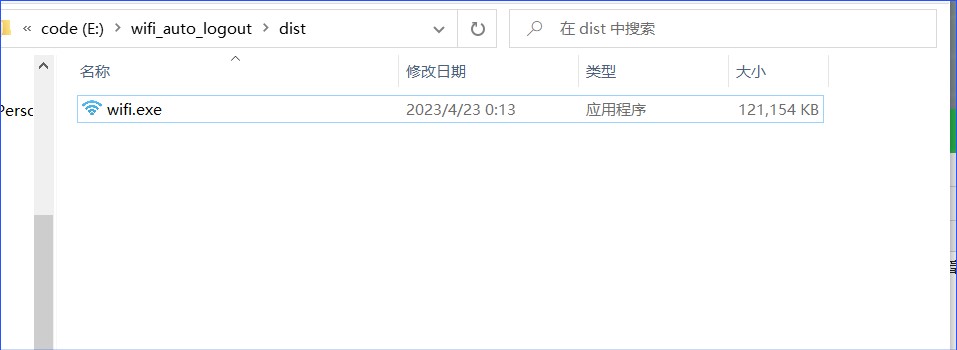 « code (E:) > wifi_auto_logout > dist
在 dist 中搜索
名称 修改日期 类型 大小
Persc
wifi.exe 2023/4/23 0:13 应用程序 121,154 KB